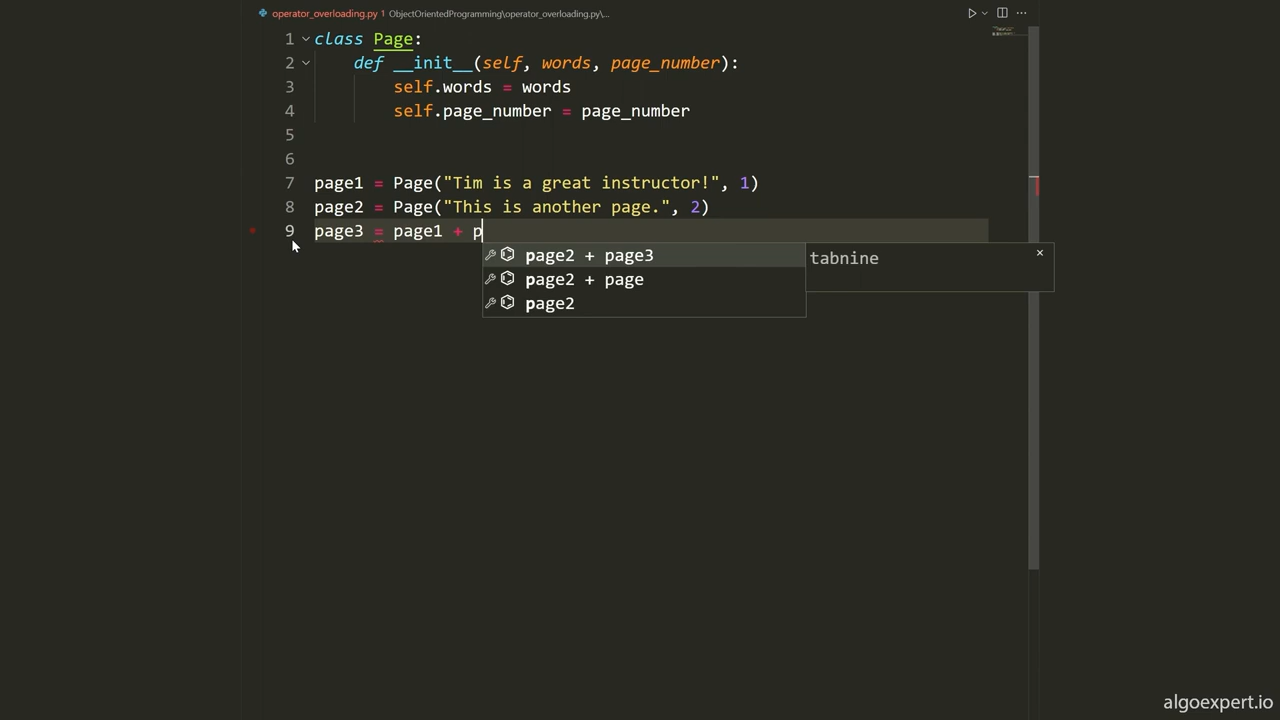 operator_overloading.py 1 ObjectOrientedProgramming\operator_overloading.py\...
1 class Page:
2 def __init__(self, words, page_number):
3 self.words = words
4 self.page_number = page_number
5
6
7 page1 = Page("Tim is a great instructor!", 1)
8 page2 = Page("This is another page.", 2)
9 page3 = page1 + p
page2 + page3 tabnine
page2 + page
page2
algoexpert.io